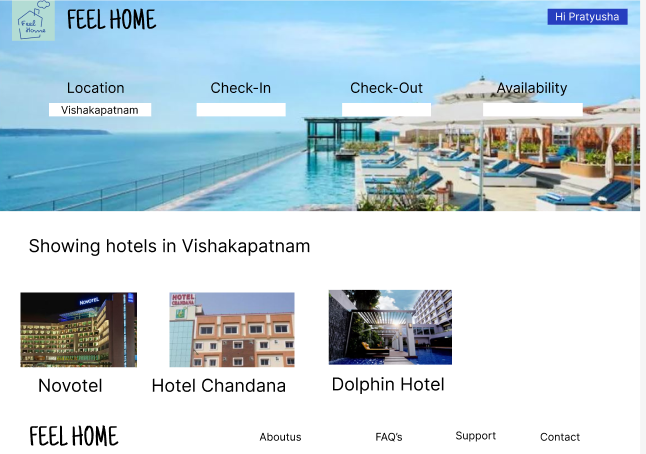 Feel
Home
FEEL HOME
Hi Pratyusha
Location Check-In Check-Out Availability
Vishakapatnam
Showing hotels in Vishakapatnam
NOVOTEL
HOTEL
CHANDANA
Novotel Hotel Chandana Dolphin Hotel
FEEL HOME Aboutus FAQ's Support Contact